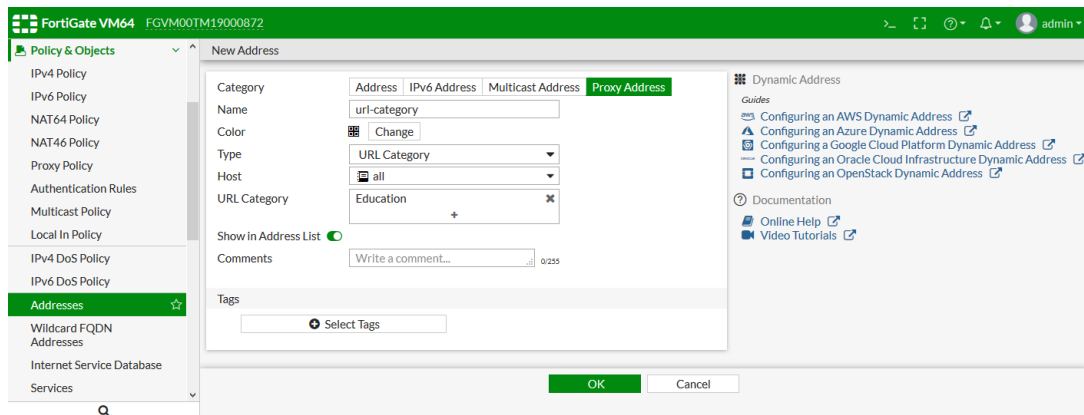 FortiGate VM64 FGVM00TM19000872
>_ admin
Policy & Objects
IPv4 Policy
IPv6 Policy
NAT64 Policy
NAT46 Policy
Proxy Policy
Authentication Rules
Multicast Policy
Local In Policy
IPv4 DoS Policy
IPv6 DoS Policy
Addresses
Wildcard FQDN
Addresses
Internet Service Database
Services
New Address
Category Address IPv6 Address Multicast Address Proxy Address
Name url-category
Color Change
Type URL Category
Host all
URL Category Education
+
Show in Address List
Comments Write a comment... 0/255
Tags
Select Tags
OK Cancel
Dynamic Address
Guides
Configuring an AWS Dynamic Address
Configuring an Azure Dynamic Address
Configuring a Google Cloud Platform Dynamic Address
Configuring an Oracle Cloud Infrastructure Dynamic Address
Configuring an OpenStack Dynamic Address
Documentation
Online Help
Video Tutorials